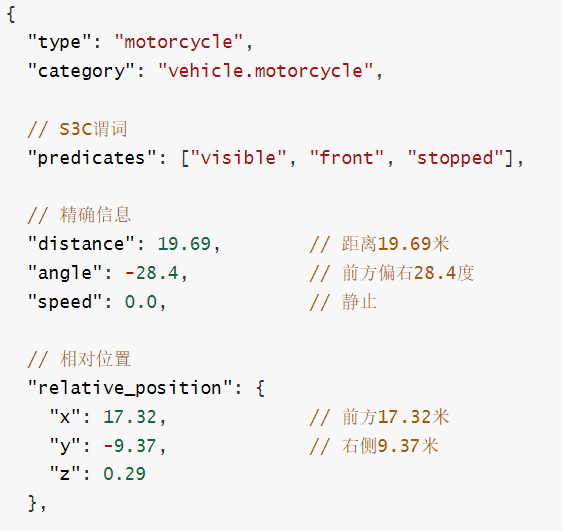 {
"type": "motorcycle",
"category": "vehicle.motorcycle",
// S3C谓词
"predicates": ["visible", "front", "stopped"],
// 精确信息
"distance": 19.69, // 距离19.69米
"angle": -28.4, // 前方偏右28.4度
"speed": 0.0, // 静止
// 相对位置
"relative_position": {
"x": 17.32, // 前方17.32米
"y": -9.37, // 右侧9.37米
"z": 0.29
},